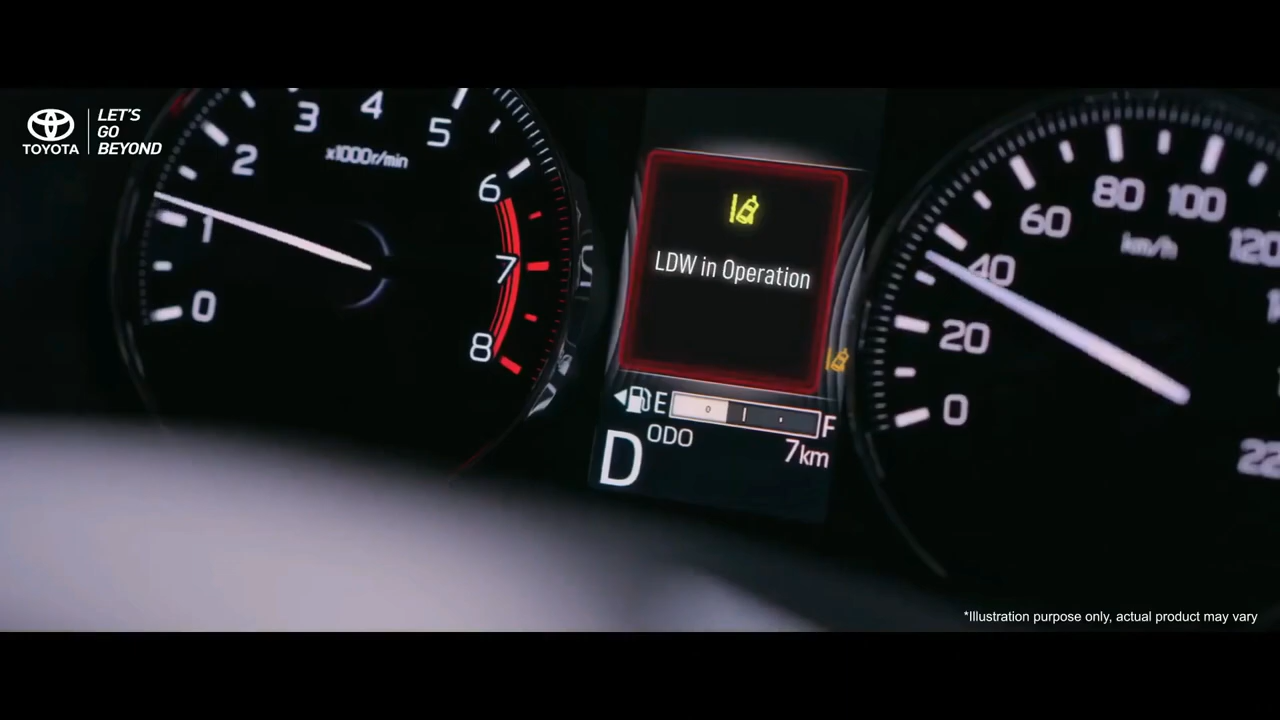 TOYOTA
LET'S
GO
BEYOND
0
1
2
3
4
5
6
7
8
x1000r/min
LDW in Operation
E
F
ODO
7km
D
0
20
40
60
80
100
120
km/h
*Illustration purpose only, actual product may vary